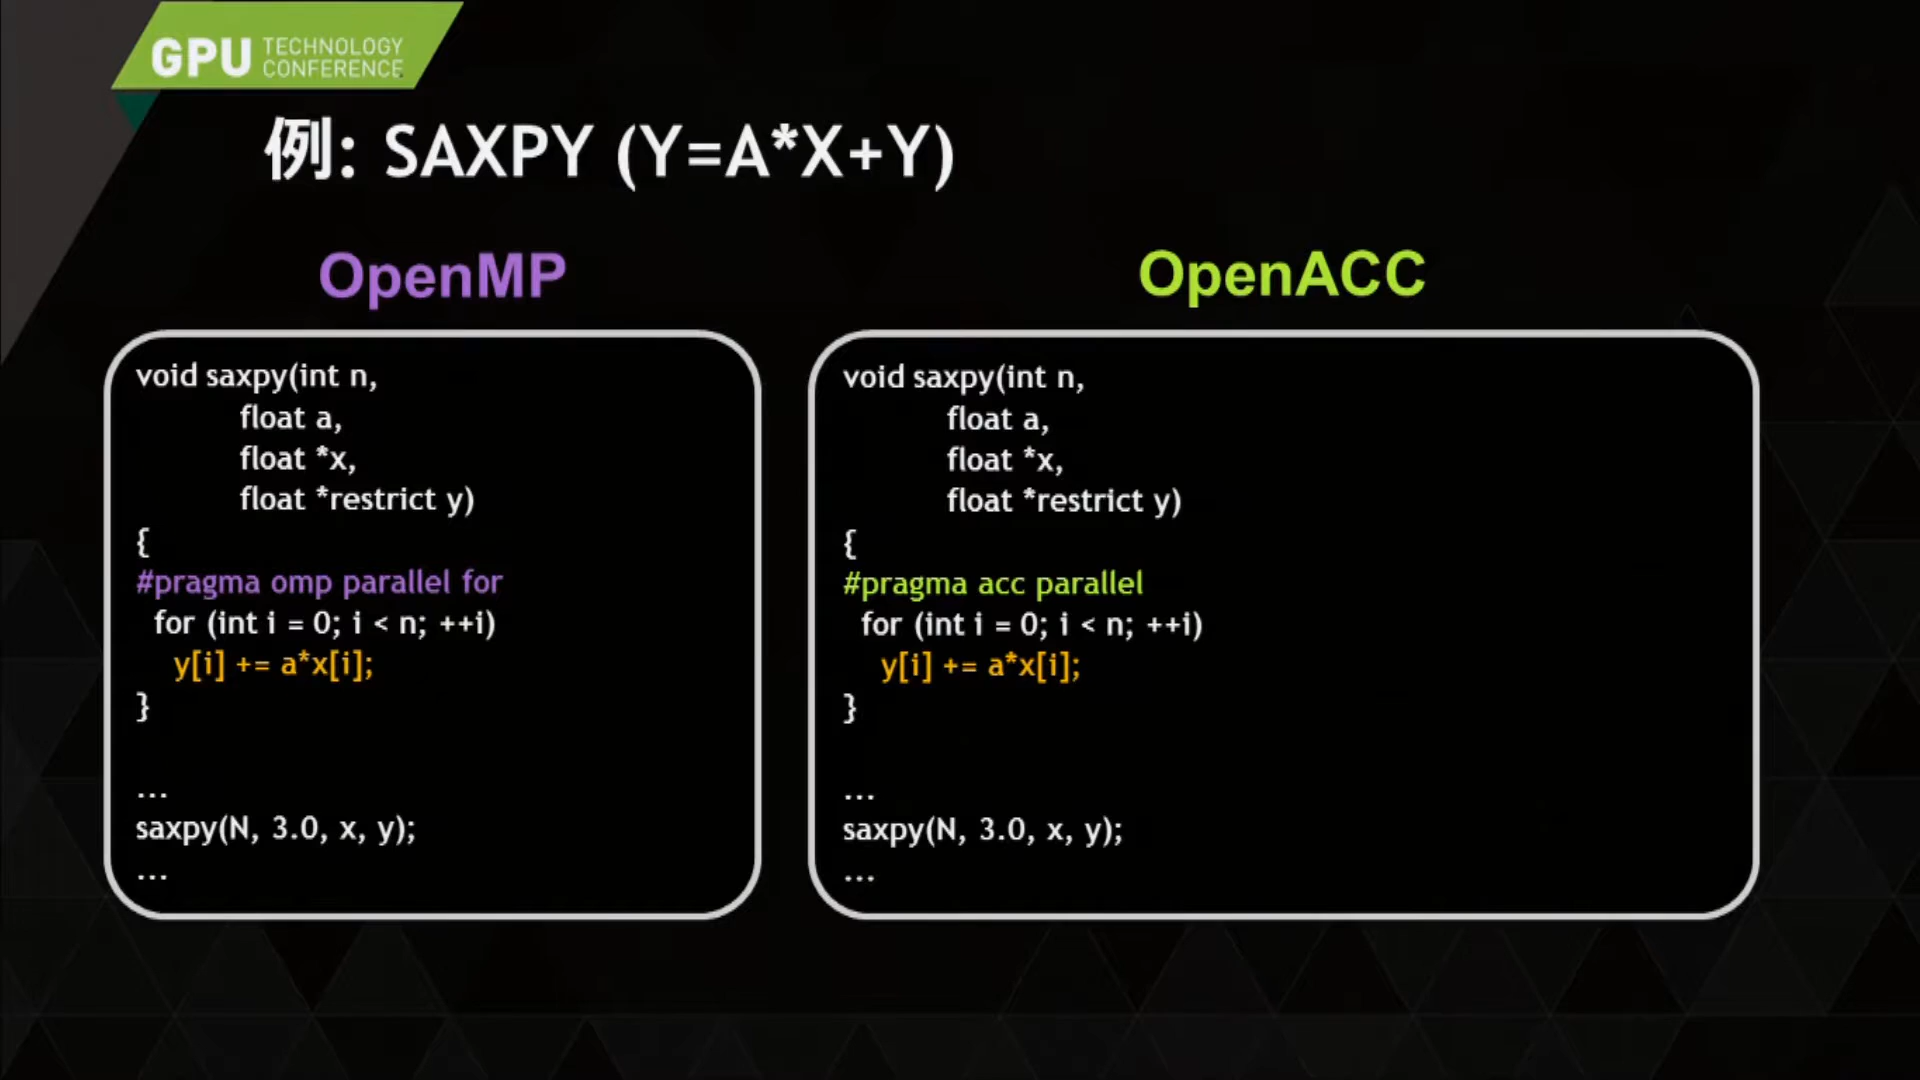 GPU TECHNOLOGY CONFERENCE
例: SAXPY (Y=A*X+Y)
OpenMP
void saxpy(int n,
float a,
float *x,
float *restrict y)
{
#pragma omp parallel for
for (int i = 0; i < n; ++i)
y[i] += a*x[i];
}
...
saxpy(N, 3.0, x, y);
...
OpenACC
void saxpy(int n,
float a,
float *x,
float *restrict y)
{
#pragma acc parallel
for (int i = 0; i < n; ++i)
y[i] += a*x[i];
}
...
saxpy(N, 3.0, x, y);
...